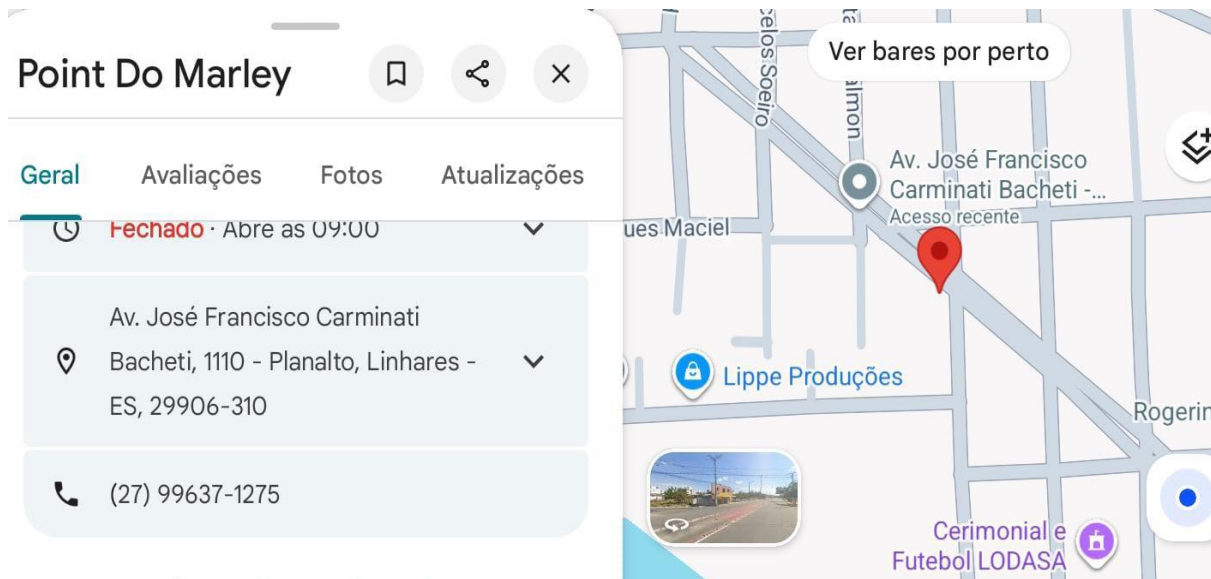 Point Do Marley
Geral Avaliações Fotos Atualizações
Fechado · Abre às 09:00
Av. José Francisco Carminati
Bacheti, 1110 - Planalto, Linhares -
ES, 29906-310
(27) 99637-1275
Ver bares por perto
celos Soeiro
almon
Av. José Francisco
Carminati Bacheti -...
Acesso recente
ues Maciel
Lippe Produções
Rogerin
Cerimonial e
Futebol LODASA